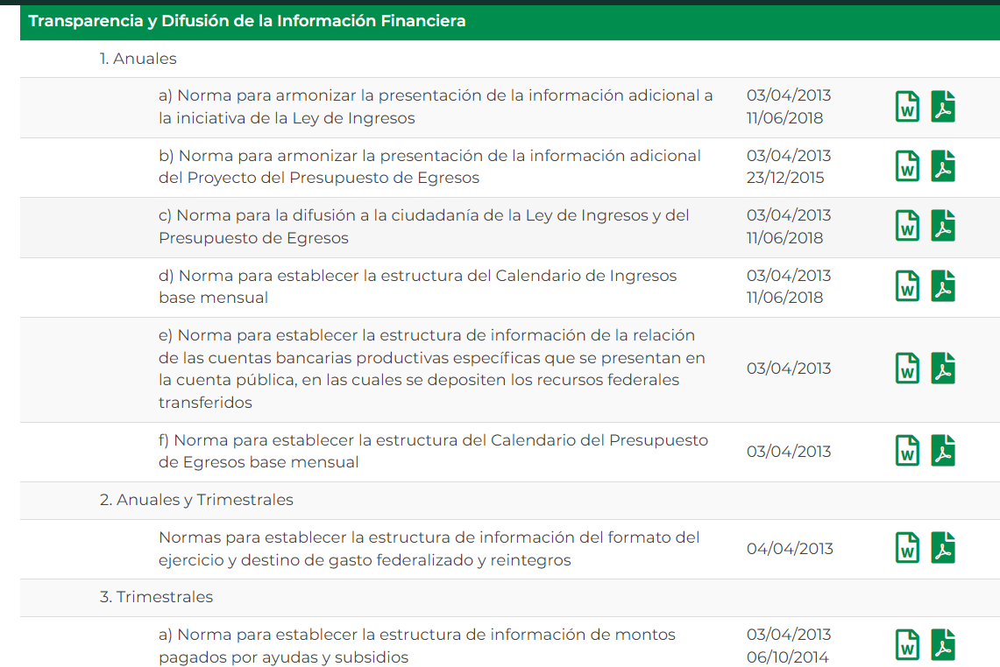 Transparencia y Difusión de la Información Financiera
1. Anuales
a) Norma para armonizar la presentación de la información adicional a
la iniciativa de la Ley de Ingresos
03/04/2013
11/06/2018
W
b) Norma para armonizar la presentación de la información adicional
del Proyecto del Presupuesto de Egresos
03/04/2013
23/12/2015
W
c) Norma para la difusión a la ciudadanía de la Ley de Ingresos y del
Presupuesto de Egresos
03/04/2013
11/06/2018
W
d) Norma para establecer la estructura del Calendario de Ingresos
base mensual
03/04/2013
11/06/2018
W
e) Norma para establecer la estructura de información de la relación
de las cuentas bancarias productivas específicas que se presentan en
la cuenta pública, en las cuales se depositen los recursos federales
transferidos
03/04/2013
W
f) Norma para establecer la estructura del Calendario del Presupuesto
de Egresos base mensual
03/04/2013
W
2. Anuales y Trimestrales
Normas para establecer la estructura de información del formato del
ejercicio y destino de gasto federalizado y reintegros
04/04/2013
W
3. Trimestrales
a) Norma para establecer la estructura de información de montos
pagados por ayudas y subsidios
03/04/2013
06/10/2014
W